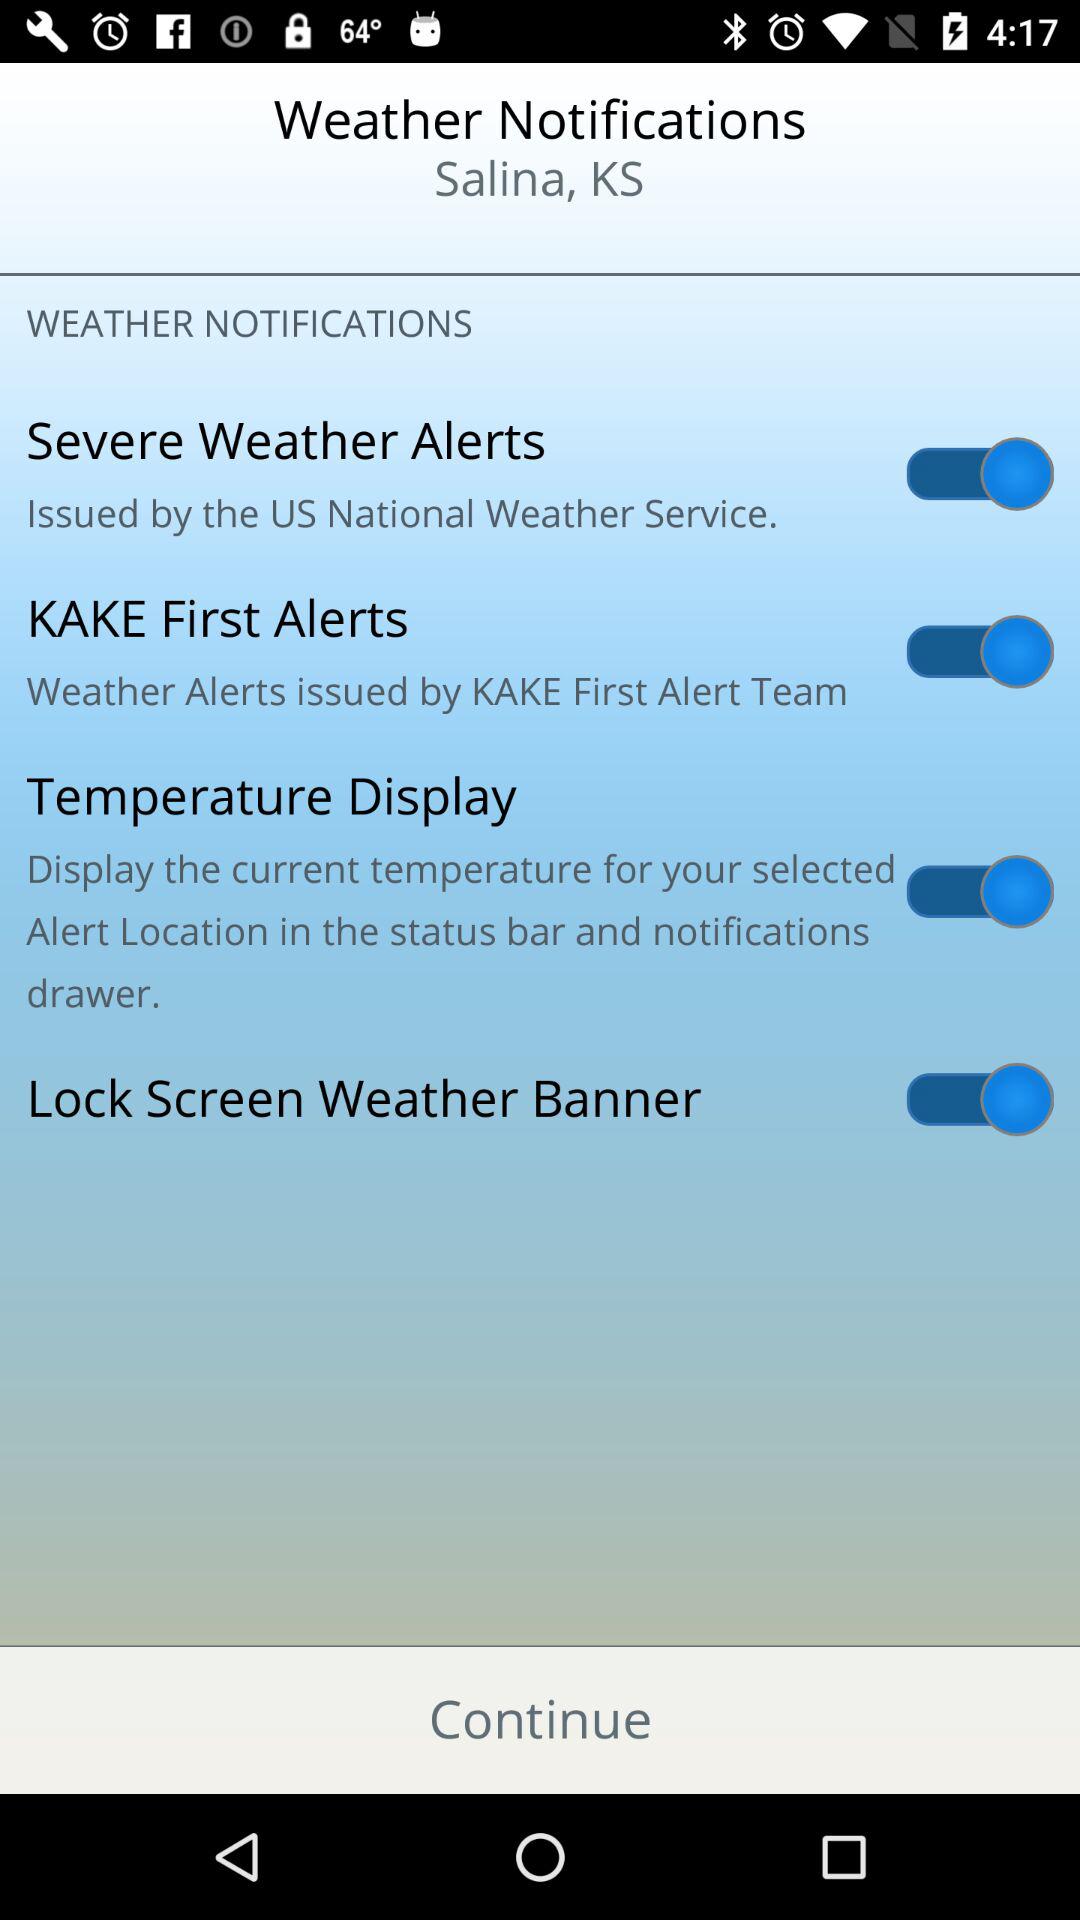 64° 4:17
Weather Notifications
Salina, KS
WEATHER NOTIFICATIONS
Severe Weather Alerts
Issued by the US National Weather Service.
KAKE First Alerts
Weather Alerts issued by KAKE First Alert Team
Temperature Display
Display the current temperature for your selected
Alert Location in the status bar and notifications
drawer.
Lock Screen Weather Banner
Continue